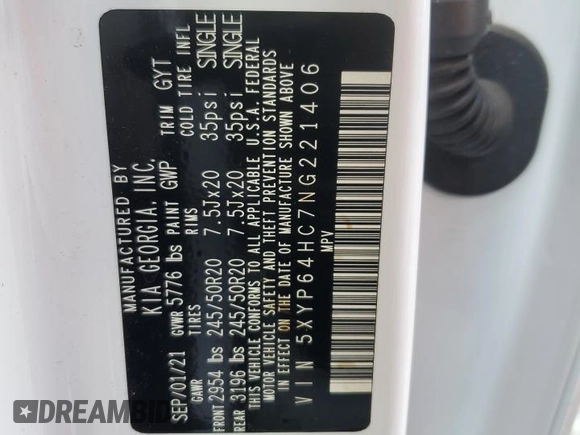 MANUFACTURED BY
KIA GEORGIA, INC.
SEP/01/21 GVWR 5776 lbs PAINT GWP TRIM GYT
GAWR TIRES RIMS COLD TIRE INFL
FRONT 2954 lbs 245/50R20 7.5Jx20 35psi SINGLE
REAR 3196 lbs 245/50R20 7.5Jx20 35psi SINGLE
THIS VEHICLE CONFORMS TO ALL APPLICABLE U.S.A. FEDERAL
MOTOR VEHICLE SAFETY AND THEFT PREVENTION STANDARDS
IN EFFECT ON THE DATE OF MANUFACTURE SHOWN ABOVE
VIN 5XYP64HC7NG221406
MPV
DREAMBID